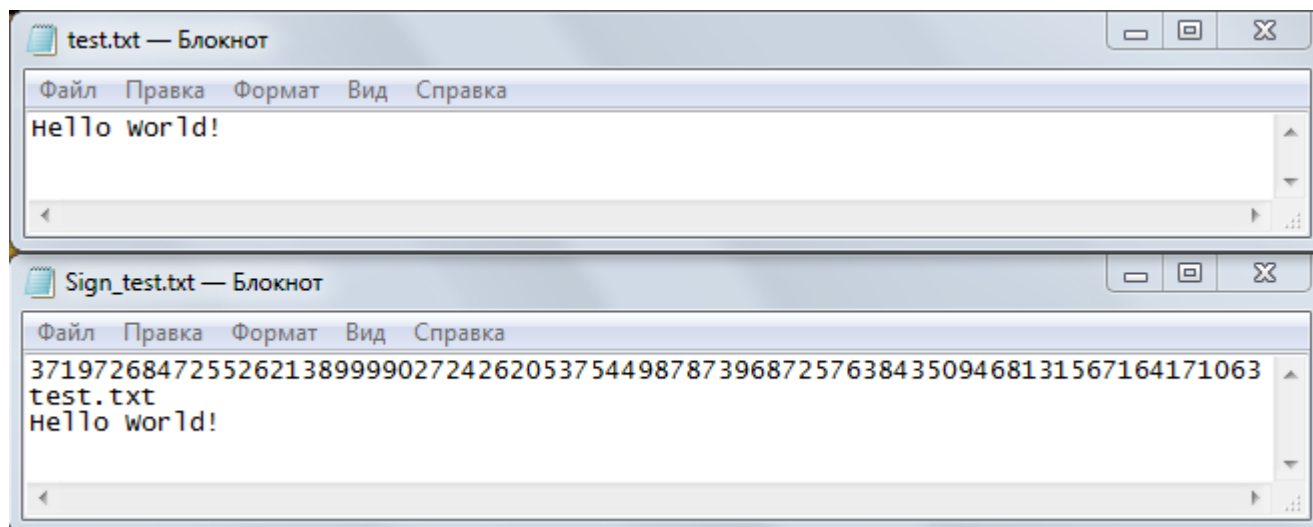 test.txt — Блокнот
Файл Правка Формат Вид Справка
Hello World!
Sign_test.txt — Блокнот
Файл Правка Формат Вид Справка
37197268472552621389999027242620537544987873968725763843509468131567164171063
test.txt
Hello World!